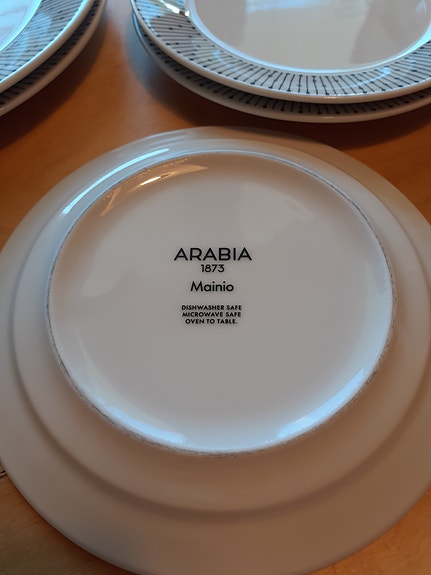 ARABIA
1873
Mainio
DISHWASHER SAFE
MICROWAVE SAFE
OVEN TO TABLE.